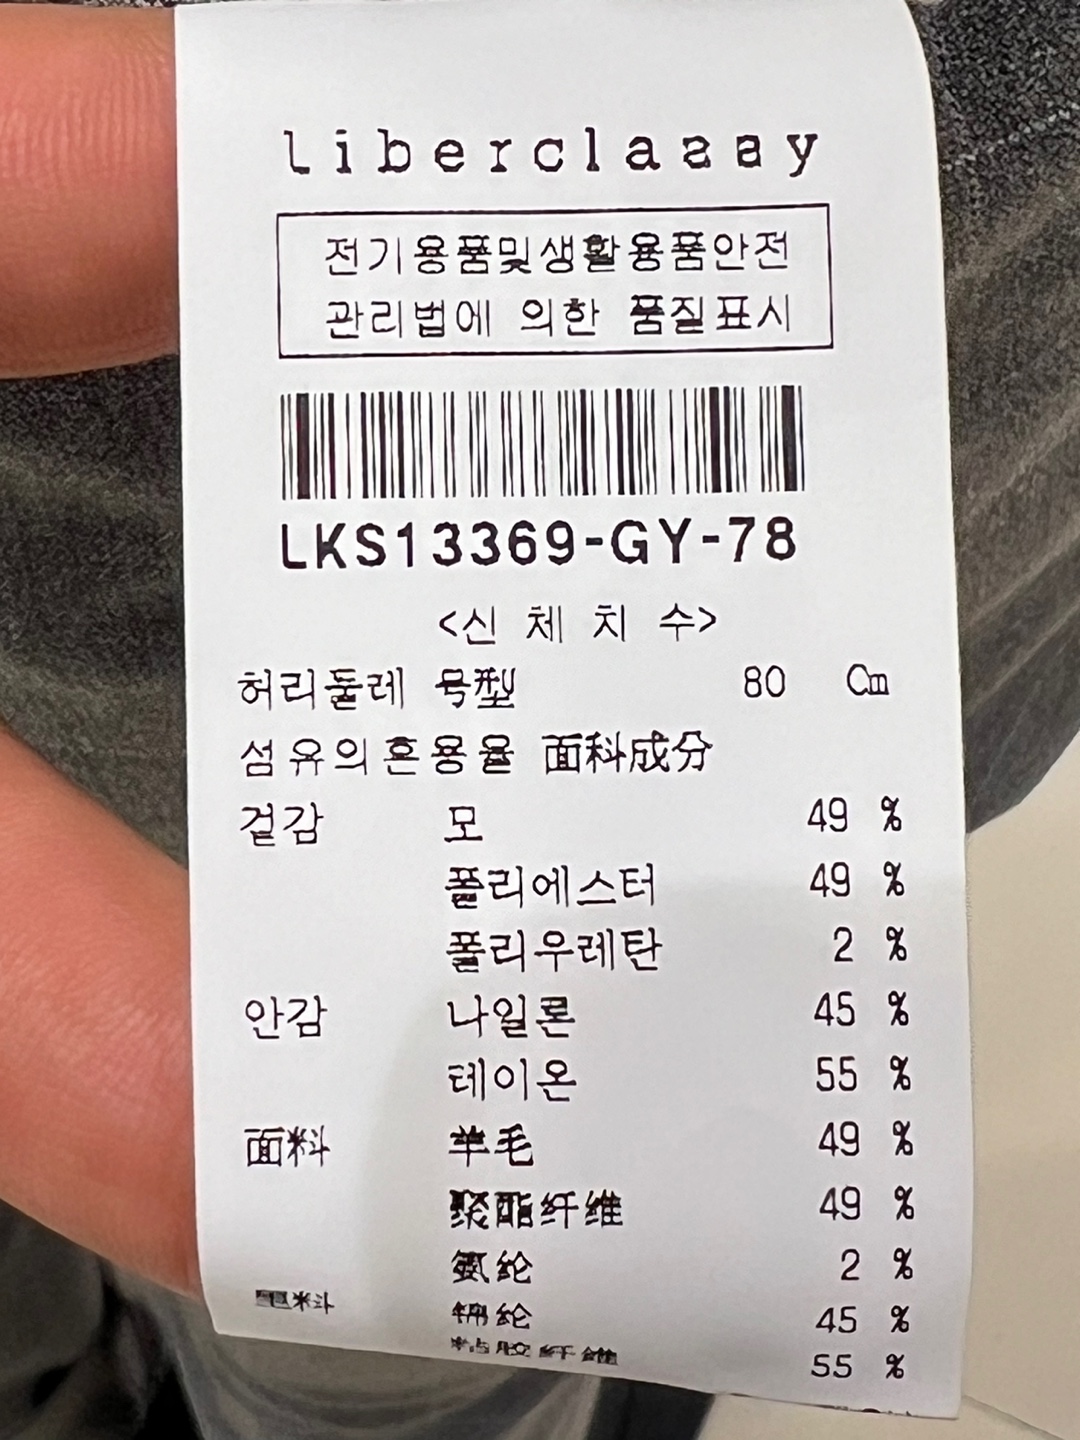 liberclassy
전기용품및생활용품안전
관리법에 의한 품질표시
LKS13369-GY-78
<신 체 치 수>
허리둘레 号型 80 Cm
섬유의혼용율 面料成分
겉감 모 49 %
폴리에스터 49 %
폴리우레탄 2 %
안감 나일론 45 %
테이온 55 %
面料 羊毛 49 %
聚酯纤维 49 %
氨纶 2 %
锦纶 45 %
55 %